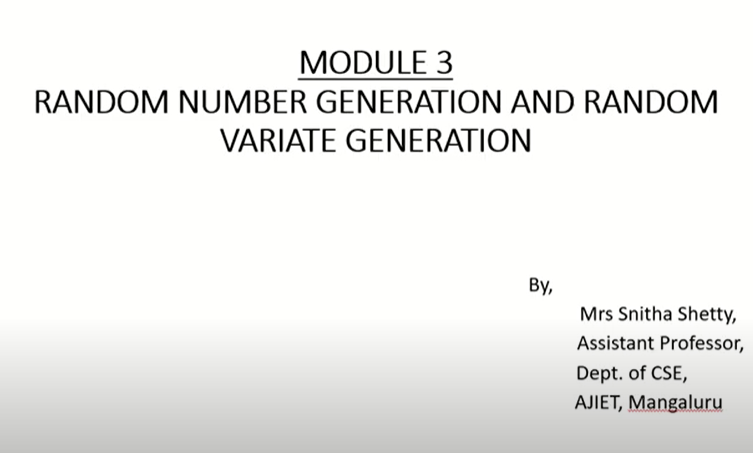 MODULE 3
RANDOM NUMBER GENERATION AND RANDOM
VARIATE GENERATION
By,
Mrs Snitha Shetty,
Assistant Professor,
Dept. of CSE,
AJIET, Mangaluru